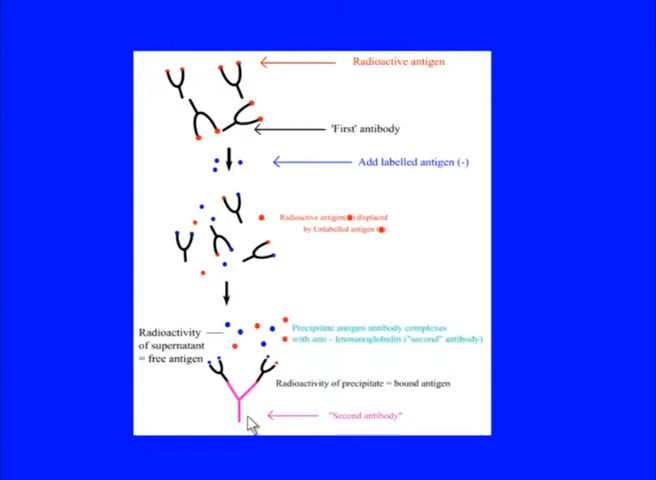 Radioactive antigen
'First' antibody
Add labelled antigen (-)
Radioactive antigen( ) displaced
by Unlabelled antigen ( )
Precipitate antigen antibody complexes
with anti - Immunoglobulin ("second" antibody)
Radioactivity
of supernatant
= free antigen
Radioactivity of precipitate = bound antigen
"Second antibody"